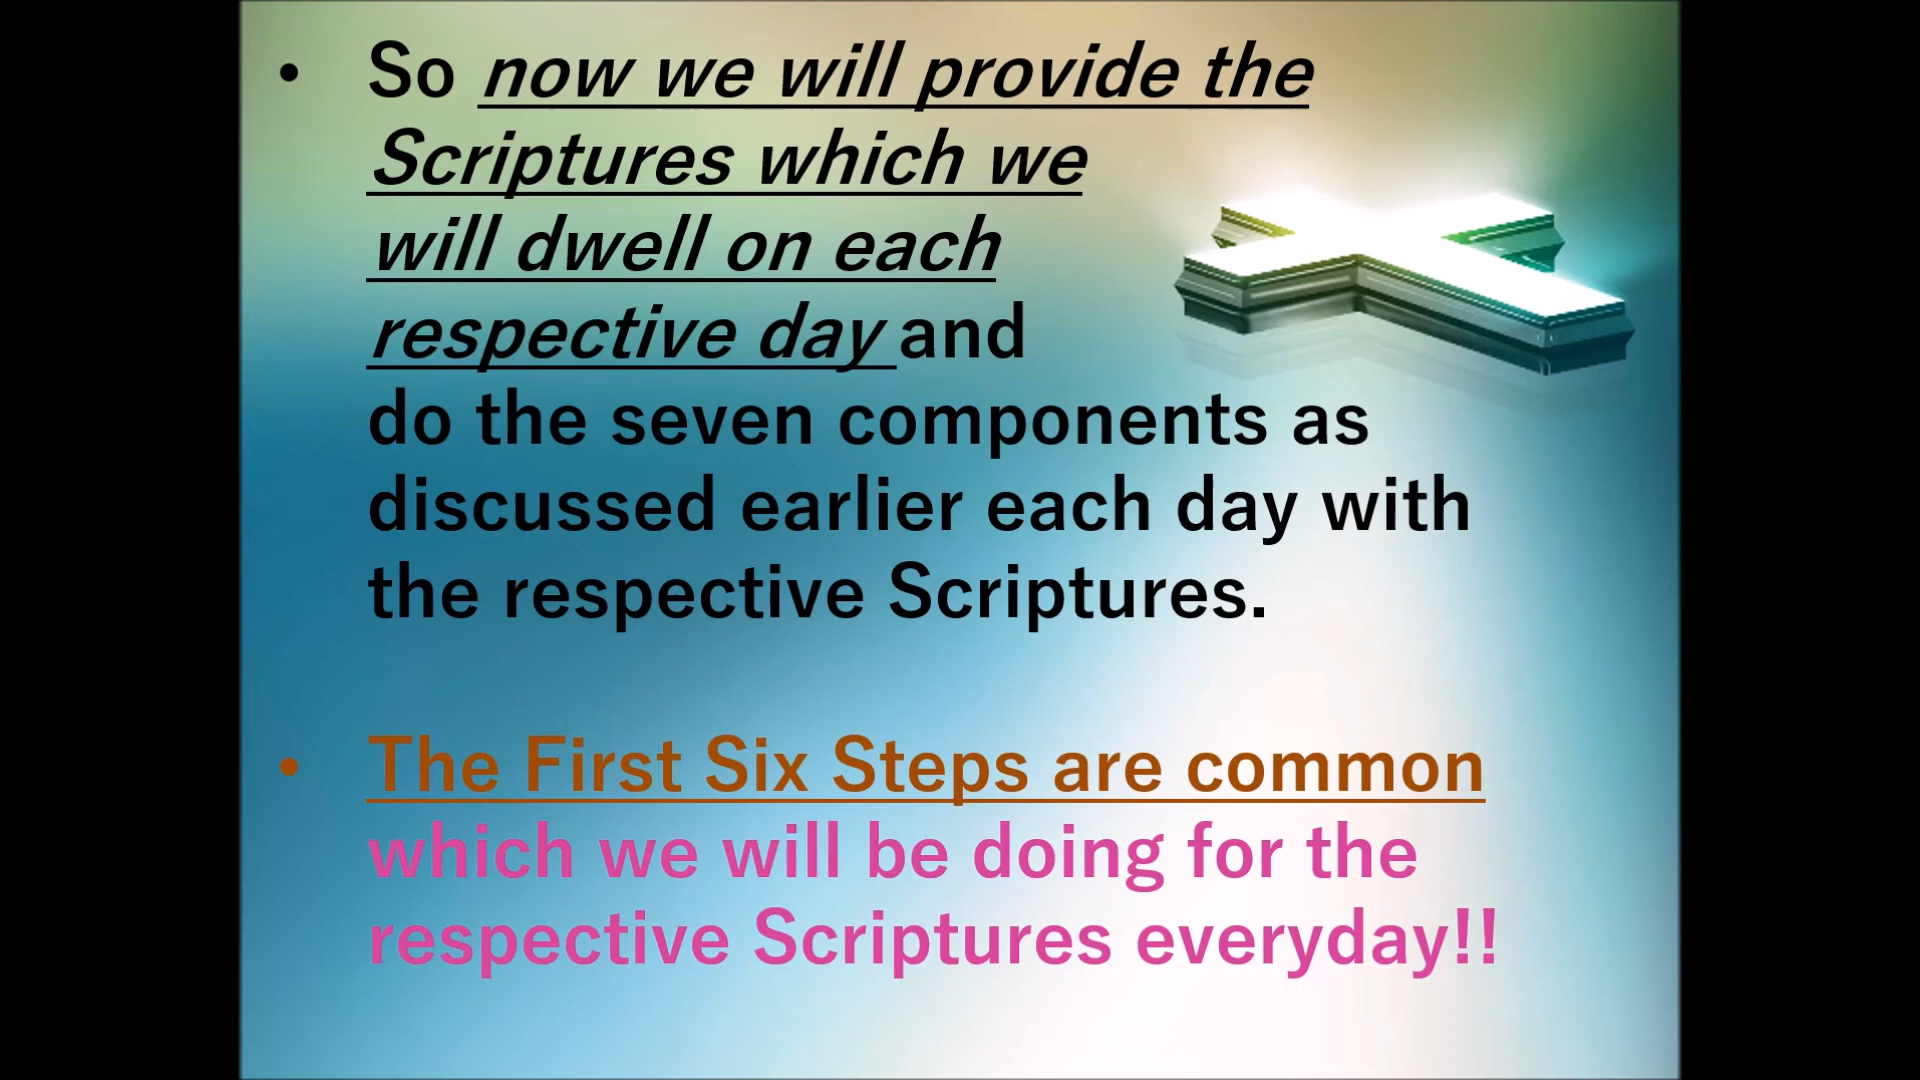 • So now we will provide the
Scriptures which we
will dwell on each
respective day and
do the seven components as
discussed earlier each day with
the respective Scriptures.
• The First Six Steps are common
which we will be doing for the
respective Scriptures everyday!!